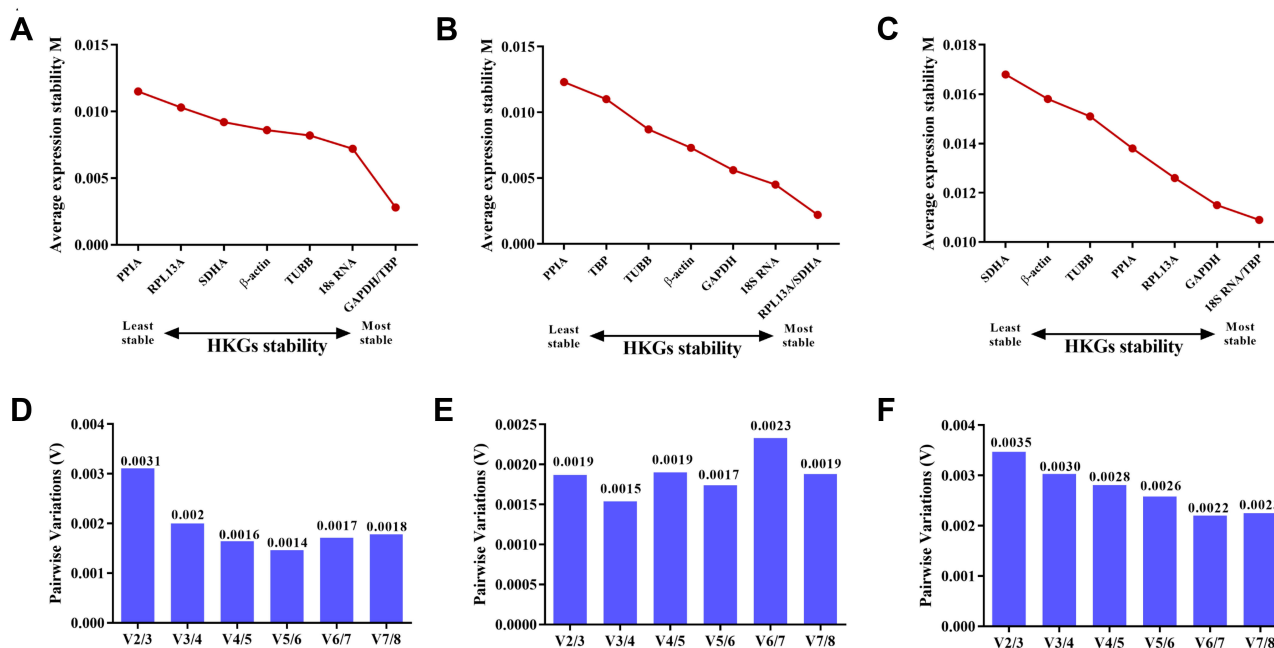 A
Average expression stability M
0.015
0.010
0.005
0.000
PPIA
RPL13A
SDHA
β-actin
TUBB
18s RNA
GAPDH/TBP
Least stable
Most stable
HKGs stability
B
Average expression stability M
0.015
0.010
0.005
0.000
PPIA
TBP
TUBB
β-actin
GAPDH
18S RNA
RPL13A/SDHA
Least stable
Most stable
HKGs stability
C
Average expression stability M
0.018
0.016
0.014
0.012
0.010
SDHA
β-actin
TUBB
PPIA
RPL13A
GAPDH
18S RNA/TBP
Least stable
Most stable
HKGs stability
D
Pairwise Variations (V)
0.004
0.003
0.002
0.001
0.000
0.0031
0.002
0.0016
0.0014
0.0017
0.0018
V2/3 V3/4 V4/5 V5/6 V6/7 V7/8
E
Pairwise Variations (V)
0.0025
0.0020
0.0015
0.0010
0.0005
0.0000
0.0019
0.0015
0.0019
0.0017
0.0023
0.0019
V2/3 V3/4 V4/5 V5/6 V6/7 V7/8
F
Pairwise Variations (V)
0.004
0.003
0.002
0.001
0.000
0.0035
0.0030
0.0028
0.0026
0.0022
V2/3 V3/4 V4/5 V5/6 V6/7 V7/8